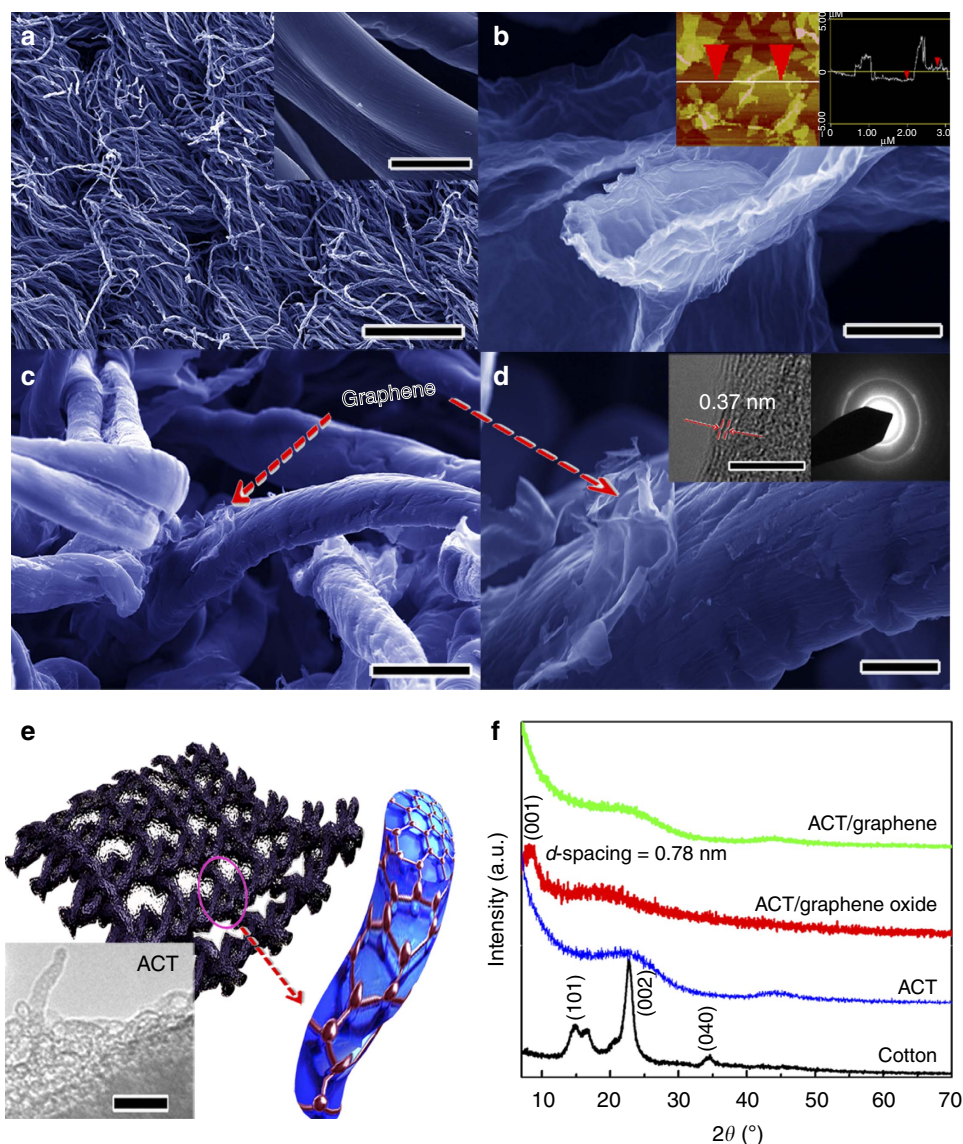 a
b
μM
5.00
0
−5.00
0
1.00
2.00
3.0
μM
c
Graphene
d
0.37 nm
e
ACT
f
Intensity (a.u.)
(001)
ACT/graphene
d-spacing = 0.78 nm
ACT/graphene oxide
ACT
(101)
(002)
(040)
Cotton
10
20
30
40
50
60
70
2θ (°)